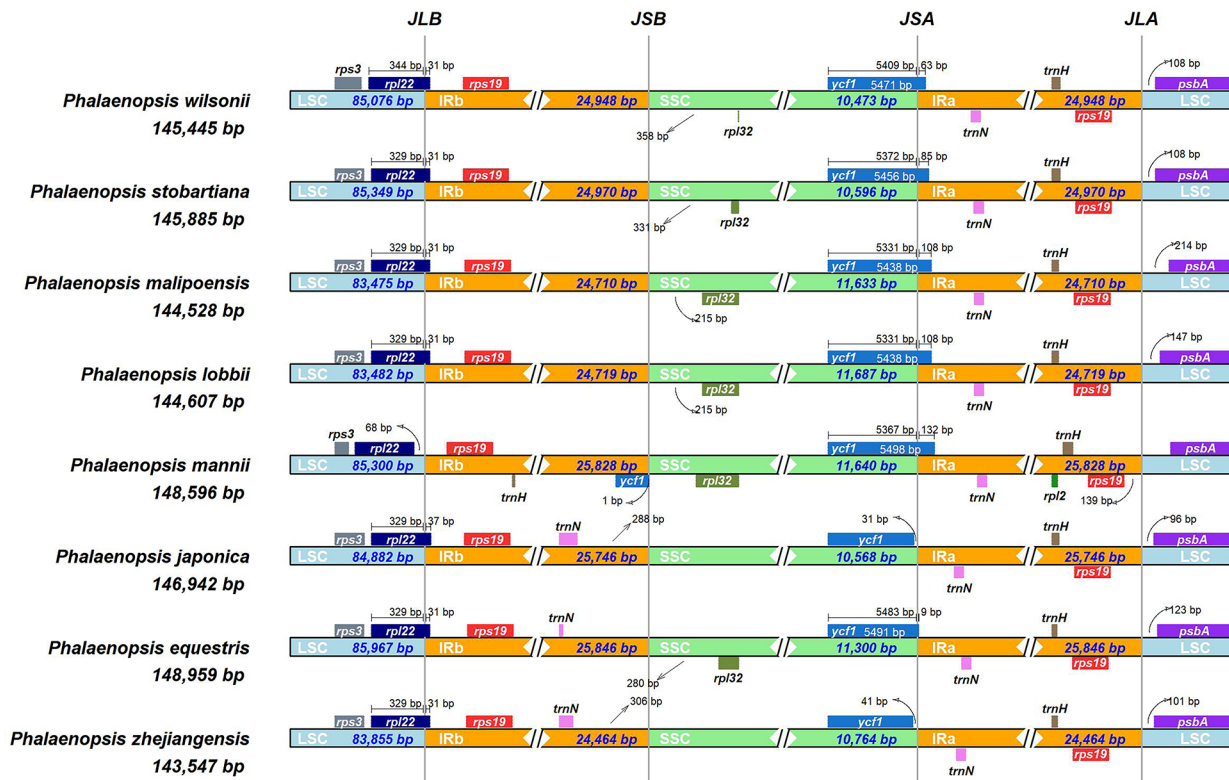 JLB JSB JSA JLA
344 bp 31 bp 5409 bp 63 bp 108 bp
rps3 rpl22 rps19 ycf1 5471 bp trnH psbA
Phalaenopsis wilsonii LSC 85,076 bp IRb 24,948 bp SSC 10,473 bp IRa 24,948 bp LSC
145,445 bp 358 bp rpl32 trnN rps19
329 bp 31 bp 5372 bp 85 bp 108 bp
rps3 rpl22 rps19 ycf1 5456 bp trnH psbA
Phalaenopsis stobartiana LSC 85,349 bp IRb 24,970 bp SSC 10,596 bp IRa 24,970 bp LSC
145,885 bp 331 bp rpl32 trnN rps19
329 bp 31 bp 5331 bp 108 bp 214 bp
rps3 rpl22 rps19 ycf1 5438 bp trnH psbA
Phalaenopsis malipoensis LSC 83,475 bp IRb 24,710 bp SSC 11,633 bp IRa 24,710 bp LSC
144,528 bp 215 bp rpl32 trnN rps19
329 bp 31 bp 5331 bp 108 bp 147 bp
rps3 rpl22 rps19 ycf1 5438 bp trnH psbA
Phalaenopsis lobbii LSC 83,482 bp IRb 24,719 bp SSC 11,687 bp IRa 24,719 bp LSC
144,607 bp 215 bp rpl32 trnN rps19
68 bp 5367 bp 132 bp
rps3 rpl22 rps19 ycf1 5498 bp trnH psbA
Phalaenopsis mannii LSC 85,300 bp IRb 25,828 bp SSC 11,640 bp IRa 25,828 bp LSC
148,596 bp trnH ycf1 1 bp rpl32 trnN rpl2 rps19 139 bp
329 bp 37 bp 288 bp 31 bp 96 bp
rps3 rpl22 rps19 trnN ycf1 trnH psbA
Phalaenopsis japonica LSC 84,882 bp IRb 25,746 bp SSC 10,568 bp IRa 25,746 bp LSC
146,942 bp trnN rps19
329 bp 31 bp 5483 bp 9 bp 123 bp
rps3 rpl22 rps19 trnN ycf1 5491 bp trnH psbA
Phalaenopsis equestris LSC 85,967 bp IRb 25,846 bp SSC 11,300 bp IRa 25,846 bp LSC
148,959 bp 280 bp rpl32 trnN rps19
329 bp 31 bp 306 bp 41 bp 101 bp
rps3 rpl22 rps19 trnN ycf1 trnH psbA
Phalaenopsis zhejiangensis LSC 83,855 bp IRb 24,464 bp SSC 10,764 bp IRa 24,464 bp LSC
143,547 bp trnN rps19